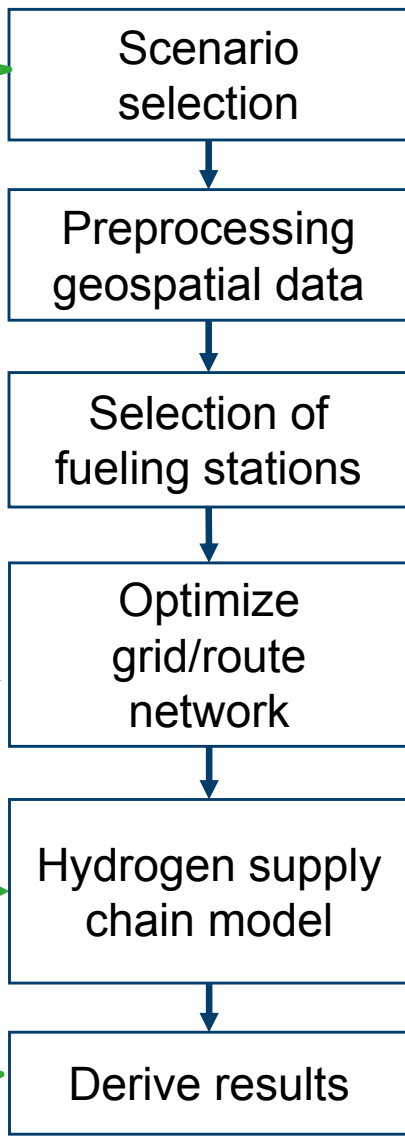 Scenario
selection
Preprocessing
geospatial data
Selection of
fueling stations
Optimize
grid/route
network
Hydrogen supply
chain model
Derive results